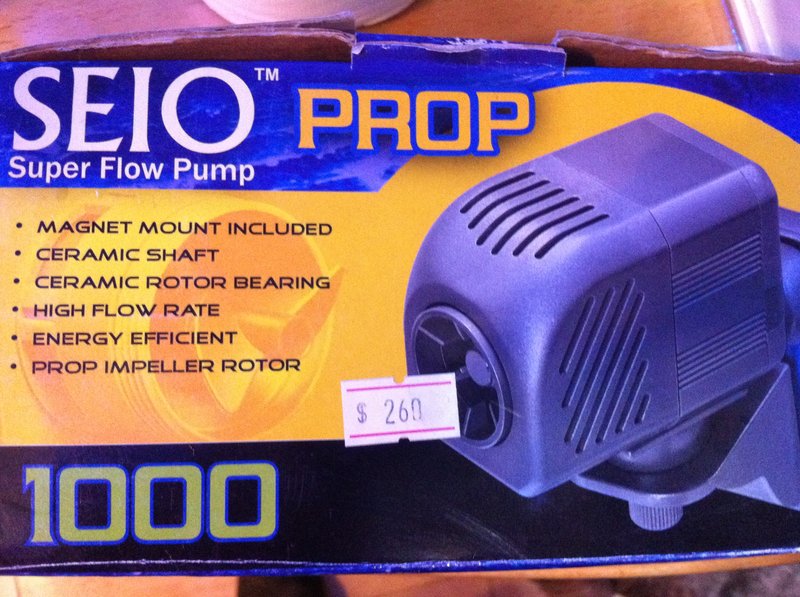 SEIO™ PROP
Super Flow Pump
• MAGNET MOUNT INCLUDED
• CERAMIC SHAFT
• CERAMIC ROTOR BEARING
• HIGH FLOW RATE
• ENERGY EFFICIENT
• PROP IMPELLER ROTOR
$ 260
1000